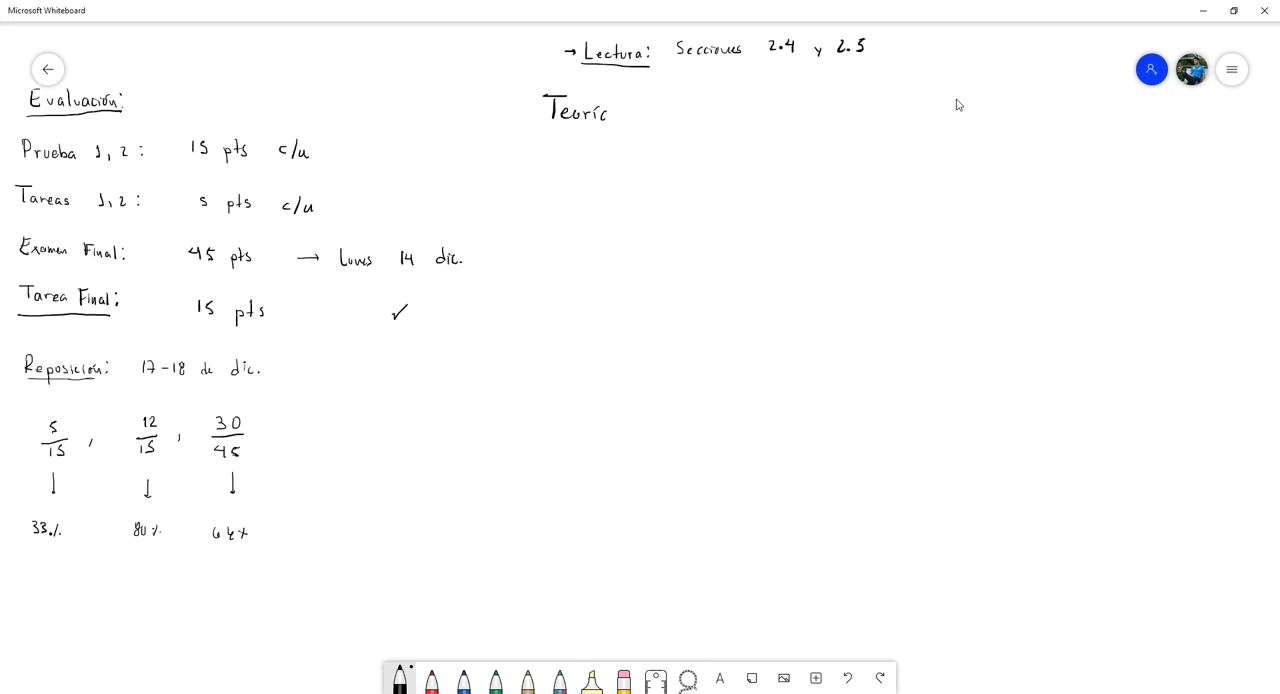 Microsoft Whiteboard
→ Lectura: Secciones 2.4 y 2.5
Evaluación:
Teoríc
Prueba 1, 2: 15 pts c/u
Tareas 1, 2: 5 pts c/u
Examen Final: 45 pts → Lunes 14 dic.
Tarea Final: 15 pts ✓
Reposición: 17-18 de dic.
5/15, 12/15, 30/45
↓ ↓ ↓
33% 80%